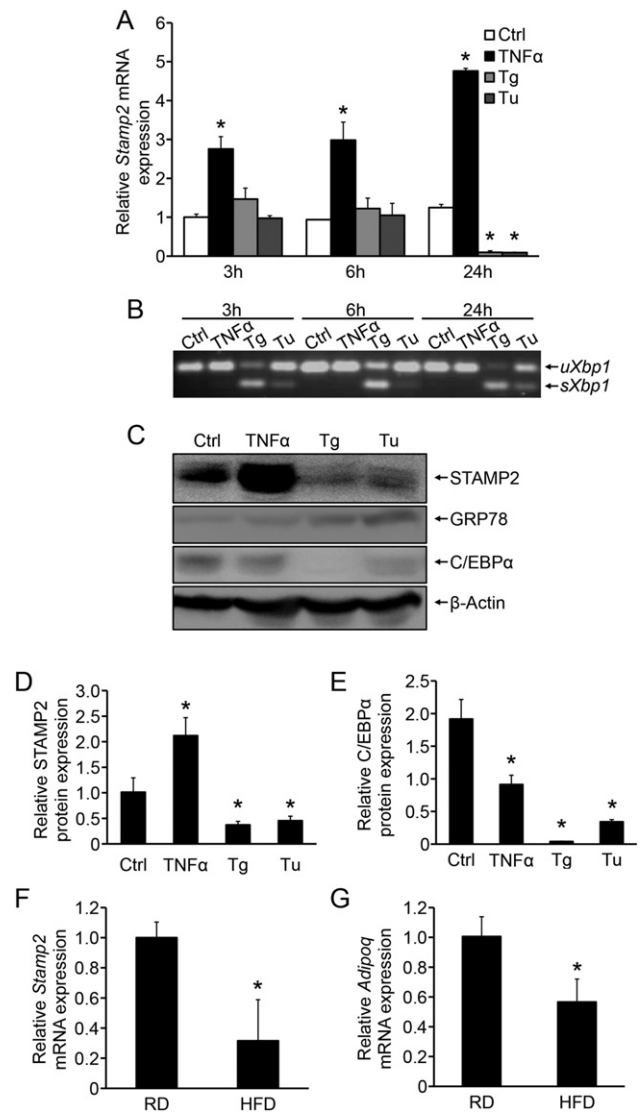 A
Relative Stamp2 mRNA
expression
6
5
4
3
2
1
0
Ctrl
TNFα
Tg
Tu
*
*
*
* *
3h 6h 24h
B
3h 6h 24h
Ctrl TNFα Tg Tu Ctrl TNFα Tg Tu Ctrl TNFα Tg Tu
uXbp1
sXbp1
C
Ctrl TNFα Tg Tu
STAMP2
GRP78
C/EBPα
β-Actin
D
Relative STAMP2
protein expression
3.0
2.5
2.0
1.5
1.0
0.5
0
*
* *
Ctrl TNFα Tg Tu
E
Relative C/EBPα
protein expression
2.5
2.0
1.5
1.0
0.5
0
*
*
*
Ctrl TNFα Tg Tu
F
Relative Stamp2
mRNA expression
1.2
1.0
0.8
0.6
0.4
0.2
0
*
RD HFD
G
Relative Adipoq
mRNA expression
1.2
1.0
0.8
0.6
0.4
0.2
0
*
RD HFD